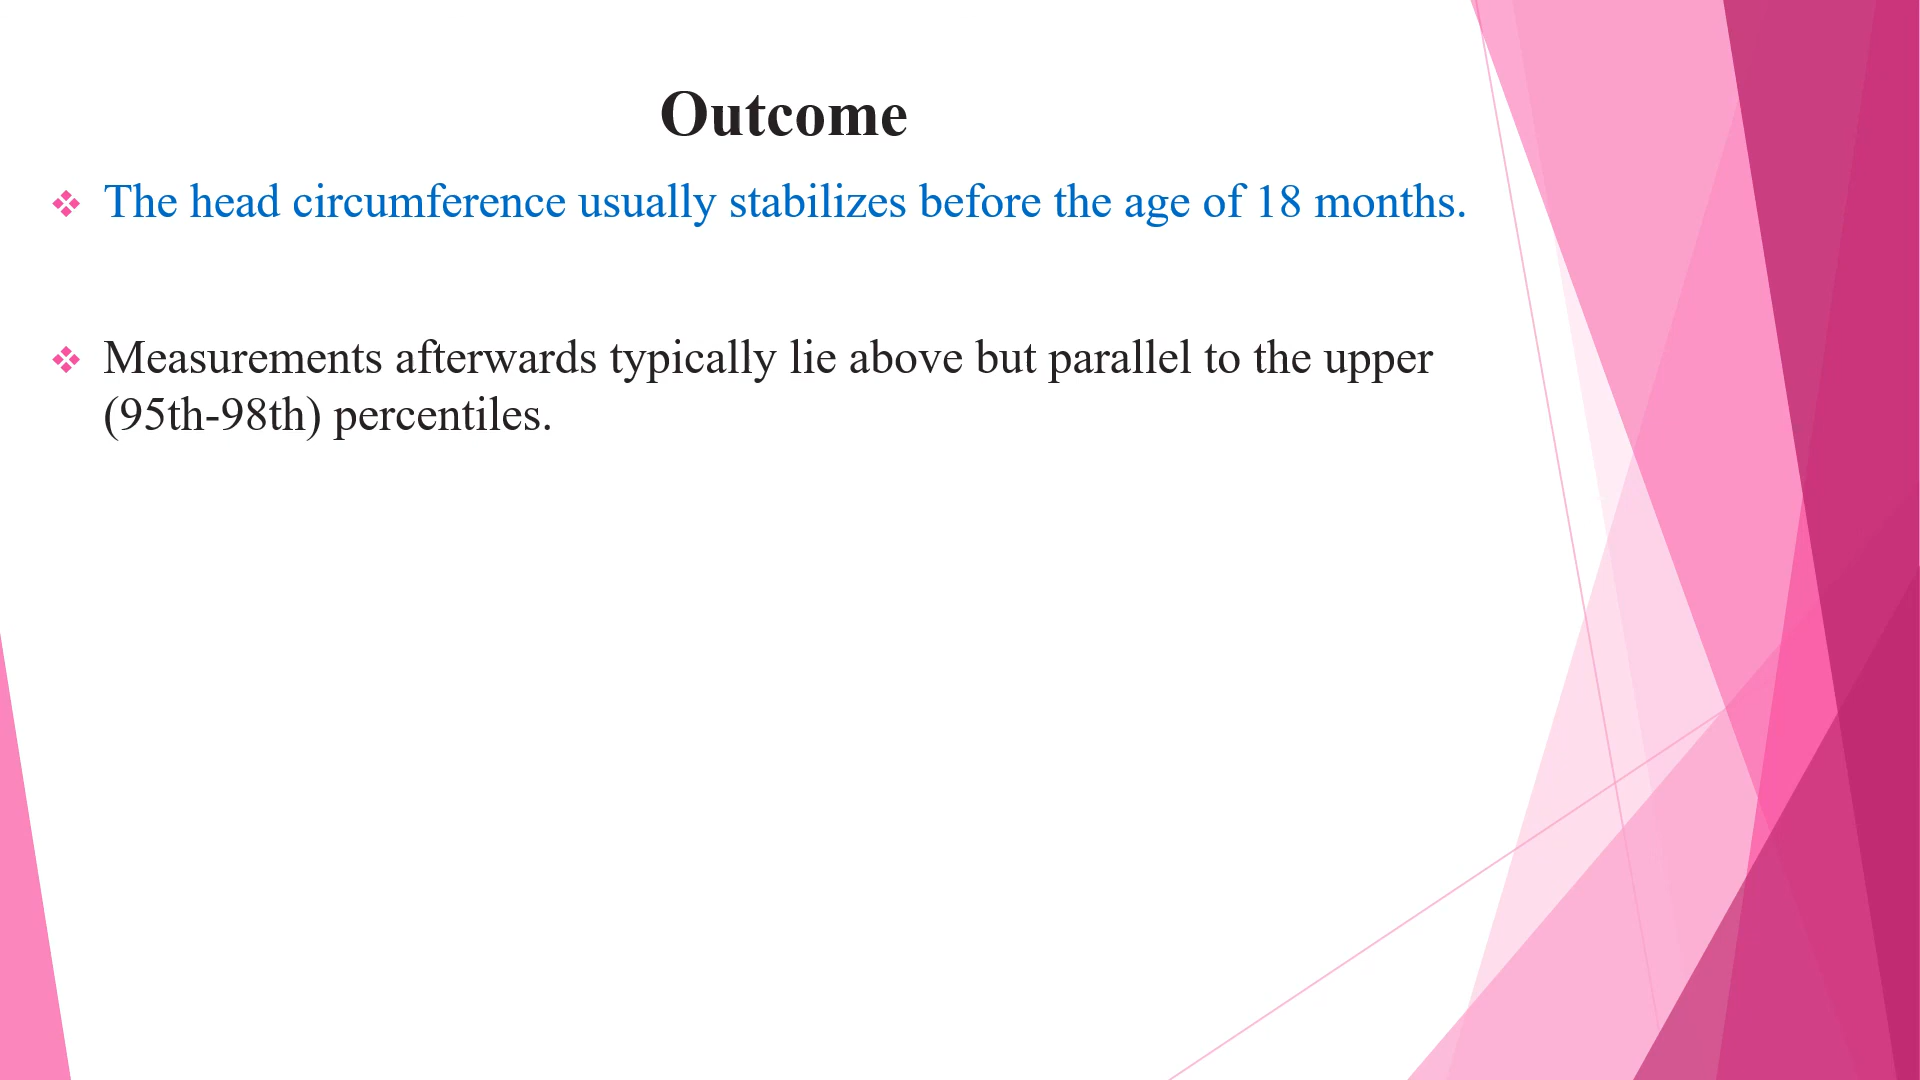 Outcome
❖ The head circumference usually stabilizes before the age of 18 months.
❖ Measurements afterwards typically lie above but parallel to the upper
(95th-98th) percentiles.